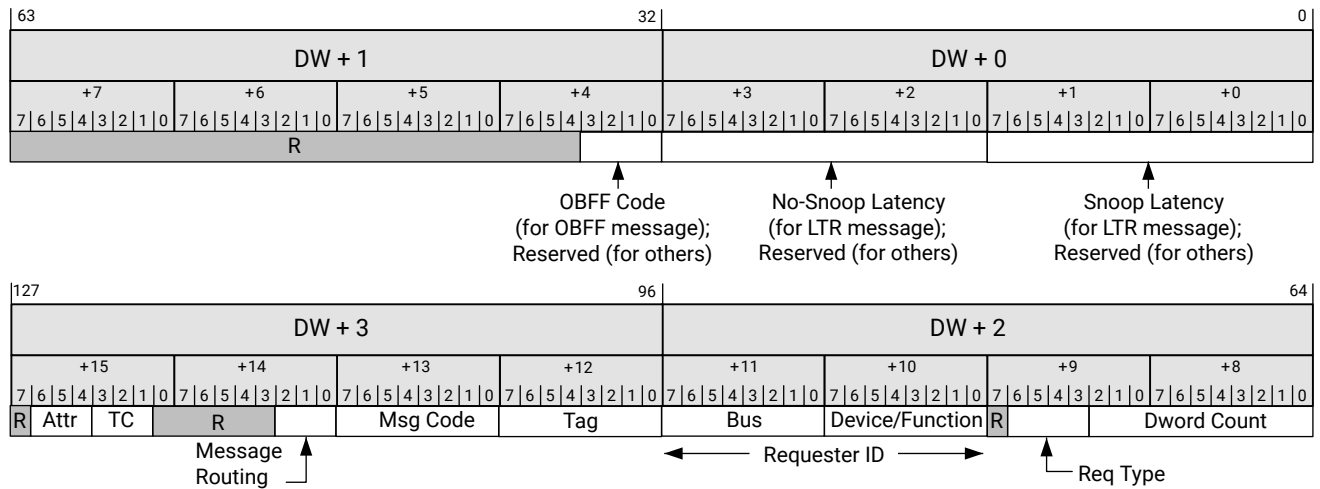 63 32 0
DW + 1 DW + 0
+7 +6 +5 +4 +3 +2 +1 +0
7 6 5 4 3 2 1 0 7 6 5 4 3 2 1 0 7 6 5 4 3 2 1 0 7 6 5 4 3 2 1 0 7 6 5 4 3 2 1 0 7 6 5 4 3 2 1 0 7 6 5 4 3 2 1 0 7 6 5 4 3 2 1 0
R
OBFF Code No-Snoop Latency Snoop Latency
(for OBFF message); (for LTR message); (for LTR message);
Reserved (for others) Reserved (for others) Reserved (for others)
127 96 64
DW + 3 DW + 2
+15 +14 +13 +12 +11 +10 +9 +8
7 6 5 4 3 2 1 0 7 6 5 4 3 2 1 0 7 6 5 4 3 2 1 0 7 6 5 4 3 2 1 0 7 6 5 4 3 2 1 0 7 6 5 4 3 2 1 0 7 6 5 4 3 2 1 0 7 6 5 4 3 2 1 0
R Attr TC R Msg Code Tag Bus Device/Function R Dword Count
Message Requester ID
Routing Req Type